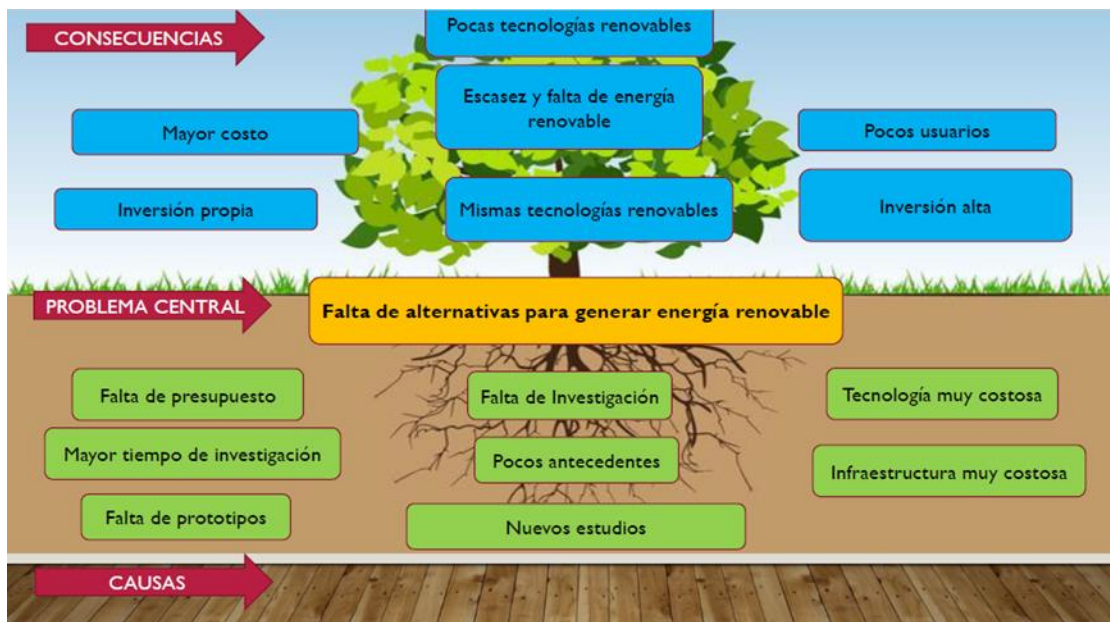 CONSECUENCIAS
Pocas tecnologías renovables
Escasez y falta de energía
renovable
Mayor costo
Pocos usuarios
Inversión propia
Mismas tecnologías renovables
Inversión alta
PROBLEMA CENTRAL
Falta de alternativas para generar energía renovable
Falta de presupuesto
Falta de Investigación
Tecnología muy costosa
Mayor tiempo de investigación
Pocos antecedentes
Infraestructura muy costosa
Falta de prototipos
Nuevos estudios
CAUSAS